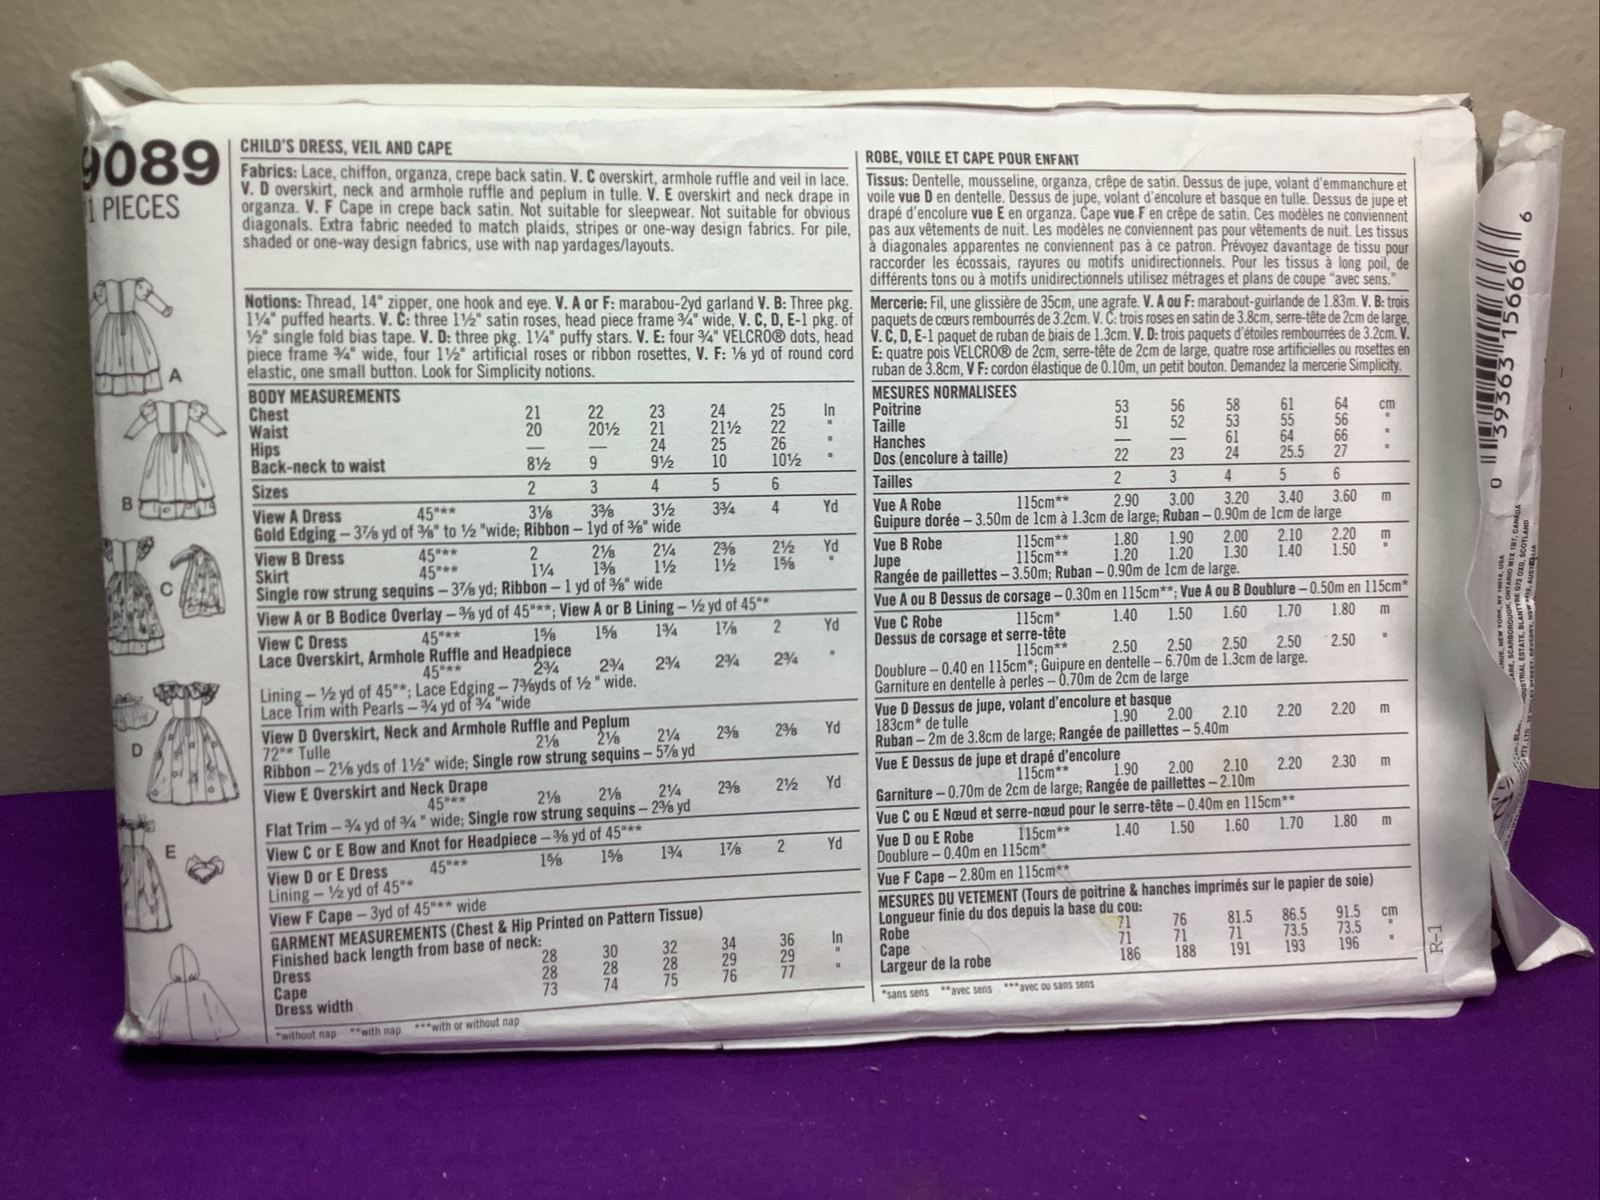 9089
1 PIECES
A
B
C
D
E
CHILD'S DRESS, VEIL AND CAPE
Fabrics: Lace, chiffon, organza, crepe back satin. V. C overskirt, armhole ruffle and veil in lace.
V. D overskirt, neck and armhole ruffle and peplum in tulle. V. E overskirt and neck drape in
organza. V. F Cape in crepe back satin. Not suitable for sleepwear. Not suitable for obvious
diagonals. Extra fabric needed to match plaids, stripes or one-way design fabrics. For pile,
shaded or one-way design fabrics, use with nap yardages/layouts.
Notions: Thread, 14" zipper, one hook and eye. V. A or F: marabou-2yd garland V. B: Three pkg.
1¼" puffed hearts. V. C: three 1½" satin roses, head piece frame ¾" wide, V. C, D, E-1 pkg. of
½" single fold bias tape. V. D: three pkg. 1¼" puffy stars. V. E: four ¾" VELCRO® dots, head
piece frame ¾" wide, four 1½" artificial roses or ribbon rosettes, V. F: ⅛ yd of round cord
elastic, one small button. Look for Simplicity notions.
BODY MEASUREMENTS
Chest 21 22 23 24 25 In
Waist 20 20½ 21 21½ 22 "
Hips — — 24 25 26 "
Back-neck to waist 8½ 9 9½ 10 10½ "
Sizes 2 3 4 5 6
View A Dress 45"** 3⅛ 3⅜ 3½ 3¾ 4 Yd
Gold Edging – 3⅞ yd of ⅜" to ½ "wide; Ribbon – 1yd of ⅜" wide
View B Dress 45"** 2 2⅛ 2¼ 2⅜ 2½ Yd
Skirt 45"** 1¼ 1⅜ 1½ 1½ 1⅝ "
Single row strung sequins – 3⅞ yd; Ribbon – 1 yd of ⅜" wide
View A or B Bodice Overlay – ⅜ yd of 45"**; View A or B Lining – ½ yd of 45"*
View C Dress 45"** 1⅝ 1⅝ 1¾ 1⅞ 2 Yd
Lace Overskirt, Armhole Ruffle and Headpiece
45"** 2¾ 2¾ 2¾ 2¾ 2¾ "
Lining – ½ yd of 45"*; Lace Edging – 7⅜yds of ½ " wide.
Lace Trim with Pearls – ¾ yd of ¾ "wide
View D Overskirt, Neck and Armhole Ruffle and Peplum
72"* Tulle 2⅛ 2⅛ 2¼ 2⅜ 2⅜ Yd
Ribbon – 2⅛ yds of 1½" wide; Single row strung sequins – 5⅞ yd
View E Overskirt and Neck Drape
45"** 2⅛ 2⅛ 2¼ 2⅜ 2½ Yd
Flat Trim – ¾ yd of ¾ " wide; Single row strung sequins – 2⅜ yd
View C or E Bow and Knot for Headpiece – ⅜ yd of 45"**
View D or E Dress 45"** 1⅝ 1⅝ 1¾ 1⅞ 2 Yd
Lining – ½ yd of 45"*
View F Cape – 3yd of 45"** wide
GARMENT MEASUREMENTS (Chest & Hip Printed on Pattern Tissue)
Finished back length from base of neck:
Dress 28 30 32 34 36 In
Cape 28 28 28 29 29 "
Dress width 73 74 75 76 77 "
*without nap **with nap ***with or without nap
ROBE, VOILE ET CAPE POUR ENFANT
Tissus: Dentelle, mousseline, organza, crêpe de satin. Dessus de jupe, volant d'emmanchure et
voile vue D en dentelle. Dessus de jupe, volant d'encolure et basque en tulle. Dessus de jupe et
drapé d'encolure vue E en organza. Cape vue F en crêpe de satin. Ces modèles ne conviennent
pas aux vêtements de nuit. Les modèles ne conviennent pas pour vêtements de nuit. Les tissus
à diagonales apparentes ne conviennent pas à ce patron. Prévoyez davantage de tissu pour
raccorder les écossais, rayures ou motifs unidirectionnels. Pour les tissus à long poil, de
différents tons ou à motifs unidirectionnels utilisez métrages et plans de coupe "avec sens."
Mercerie: Fil, une glissière de 35cm, une agrafe. V. A ou F: marabout-guirlande de 1.83m. V. B: trois
paquets de cœurs rembourrés de 3.2cm. V. C: trois roses en satin de 3.8cm, serre-tête de 2cm de large,
V. C, D, E-1 paquet de ruban de biais de 1.3cm. V. D: trois paquets d'étoiles rembourrées de 3.2cm. V.
E: quatre pois VELCRO® de 2cm, serre-tête de 2cm de large, quatre rose artificielles ou rosettes en
ruban de 3.8cm, V F: cordon élastique de 0.10m, un petit bouton. Demandez la mercerie Simplicity.
MESURES NORMALISEES
Poitrine 53 56 58 61 64 cm
Taille 51 52 53 55 56 "
Hanches — — 61 64 66 "
Dos (encolure à taille) 22 23 24 25.5 27 "
Tailles 2 3 4 5 6
Vue A Robe 115cm** 2.90 3.00 3.20 3.40 3.60 m
Guipure dorée – 3.50m de 1cm à 1.3cm de large; Ruban – 0.90m de 1cm de large
Vue B Robe 115cm** 1.80 1.90 2.00 2.10 2.20 m
Jupe 115cm** 1.20 1.20 1.30 1.40 1.50 "
Rangée de paillettes – 3.50m; Ruban – 0.90m de 1cm de large.
Vue A ou B Dessus de corsage – 0.30m en 115cm**; Vue A ou B Doublure – 0.50m en 115cm*
Vue C Robe 115cm* 1.40 1.50 1.60 1.70 1.80 m
Dessus de corsage et serre-tête
115cm** 2.50 2.50 2.50 2.50 2.50 "
Doublure – 0.40 en 115cm*; Guipure en dentelle – 6.70m de 1.3cm de large.
Garniture en dentelle à perles – 0.70m de 2cm de large
Vue D Dessus de jupe, volant d'encolure et basque
183cm* de tulle 1.90 2.00 2.10 2.20 2.20 m
Ruban – 2m de 3.8cm de large; Rangée de paillettes – 5.40m
Vue E Dessus de jupe et drapé d'encolure
115cm** 1.90 2.00 2.10 2.20 2.30 m
Garniture – 0.70m de 2cm de large; Rangée de paillettes – 2.10m
Vue C ou E Nœud et serre-nœud pour le serre-tête – 0.40m en 115cm**
Vue D ou E Robe 115cm** 1.40 1.50 1.60 1.70 1.80 m
Doublure – 0.40m en 115cm*
Vue F Cape – 2.80m en 115cm**
MESURES DU VETEMENT (Tours de poitrine & hanches imprimés sur le papier de soie)
Longueur finie du dos depuis la base du cou:
Robe 71 76 81.5 86.5 91.5 cm
Cape 71 71 71 73.5 73.5 "
Largeur de la robe 186 188 191 193 196 "
*sans sens **avec sens ***avec ou sans sens
R-1
0 39363 15666 6